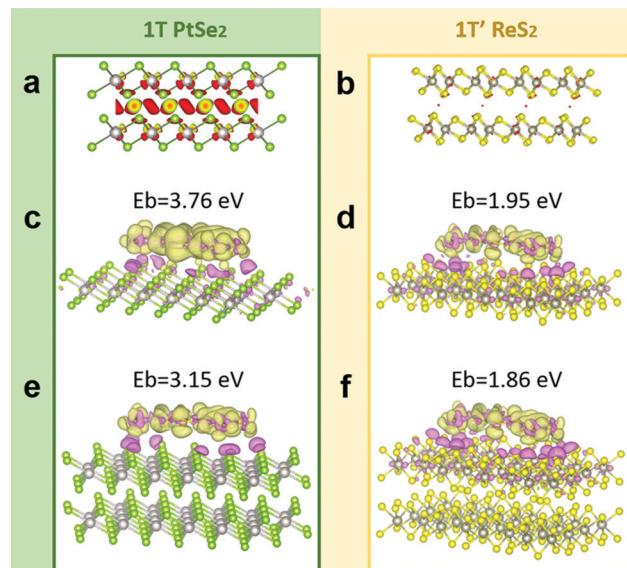 1T PtSe₂
1T' ReS₂
a
b
Eb=3.76 eV
Eb=1.95 eV
c
d
Eb=3.15 eV
Eb=1.86 eV
e
f